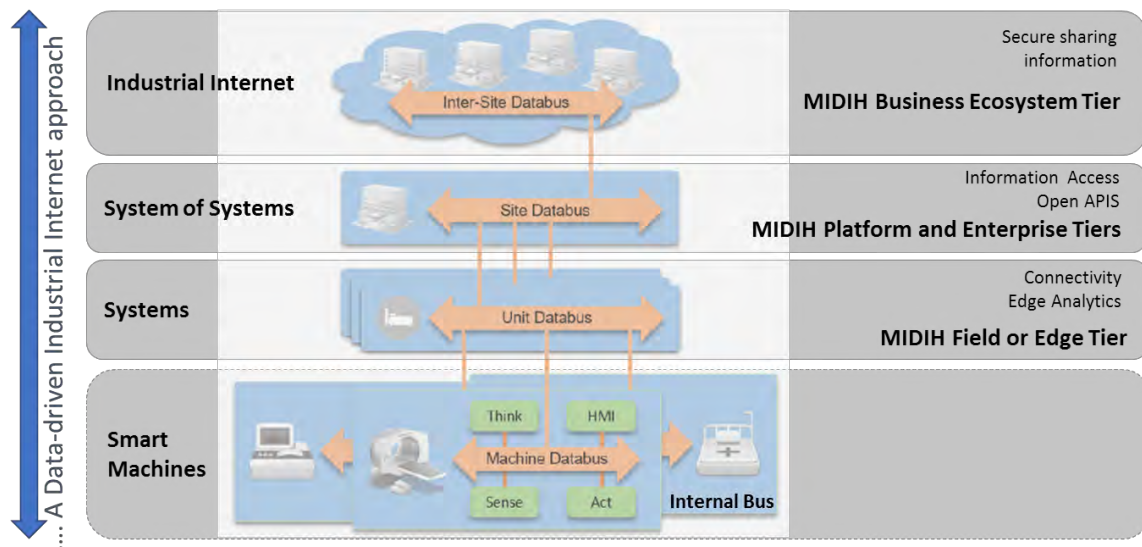 .... A Data-driven Industrial Internet approach
Industrial Internet
Inter-Site Databus
Secure sharing
information
MIDIH Business Ecosystem Tier
System of Systems
Site Databus
Information Access
Open APIS
MIDIH Platform and Enterprise Tiers
Systems
Unit Databus
Connectivity
Edge Analytics
MIDIH Field or Edge Tier
Smart
Machines
Think
HMI
Machine Databus
Sense
Act
Internal Bus